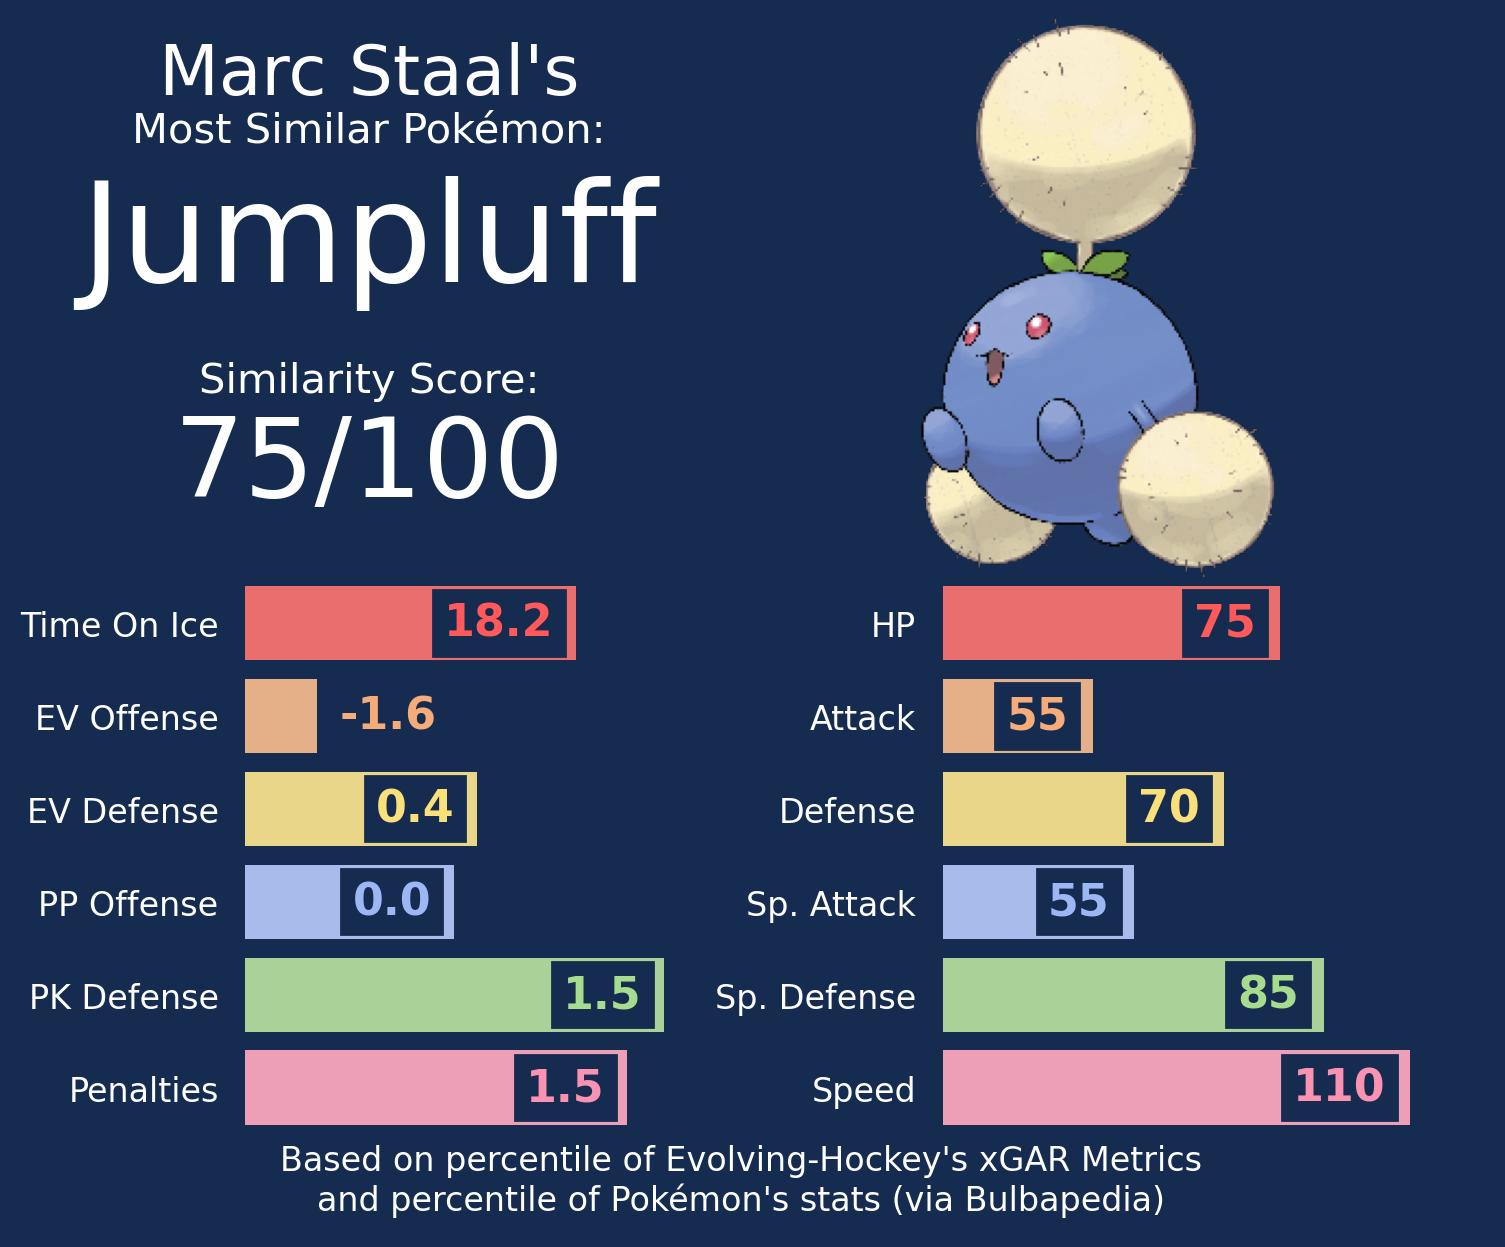 Marc Staal's
Most Similar Pokémon:
Jumpluff
Similarity Score:
75/100
Time On Ice 18.2
EV Offense -1.6
EV Defense 0.4
PP Offense 0.0
PK Defense 1.5
Penalties 1.5
HP 75
Attack 55
Defense 70
Sp. Attack 55
Sp. Defense 85
Speed 110
Based on percentile of Evolving-Hockey's xGAR Metrics
and percentile of Pokémon's stats (via Bulbapedia)